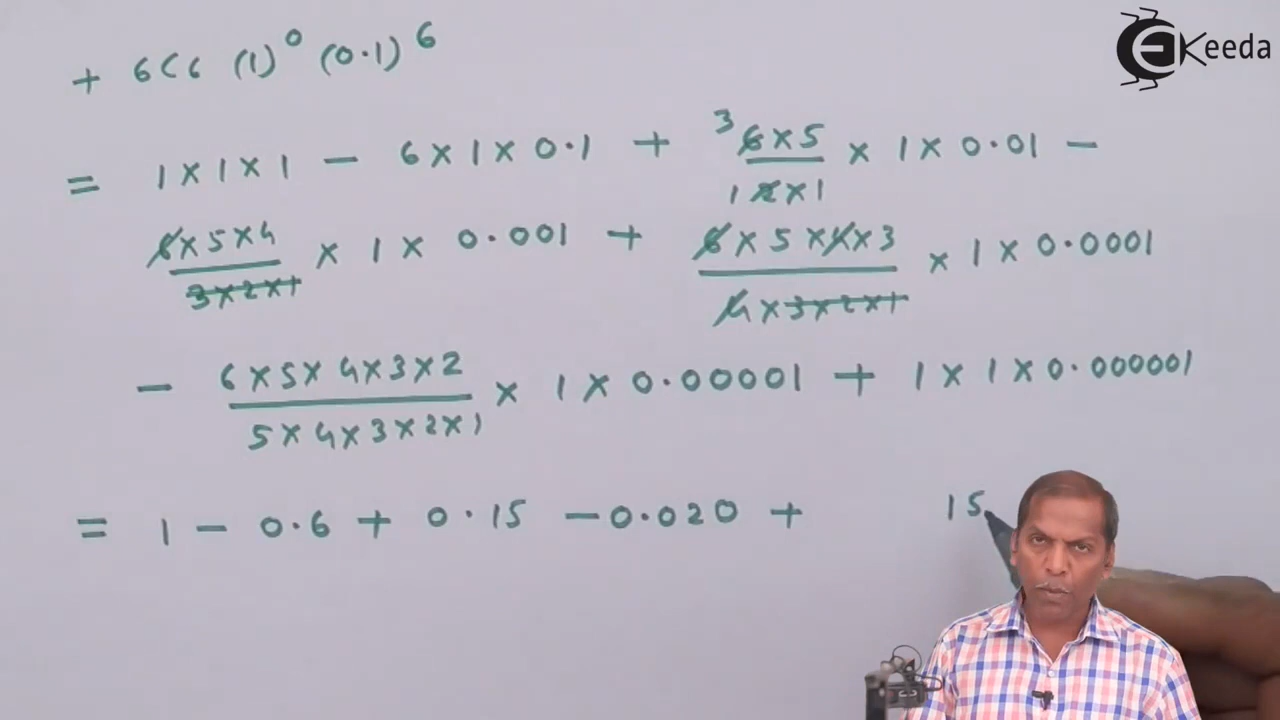 Ekeeda
+ 6C6 (1)⁰ (0.1)⁶
= 1 × 1 × 1 - 6 × 1 × 0.1 + ³ 6×5 / 1 2×1 × 1 × 0.01 -
6×5×4 / 3×2×1 × 1 × 0.001 + 6×5×4×3 / 4×3×2×1 × 1 × 0.0001
- 6×5×4×3×2 / 5×4×3×2×1 × 1 × 0.00001 + 1 × 1 × 0.000001
= 1 - 0.6 + 0.15 - 0.020 + 15